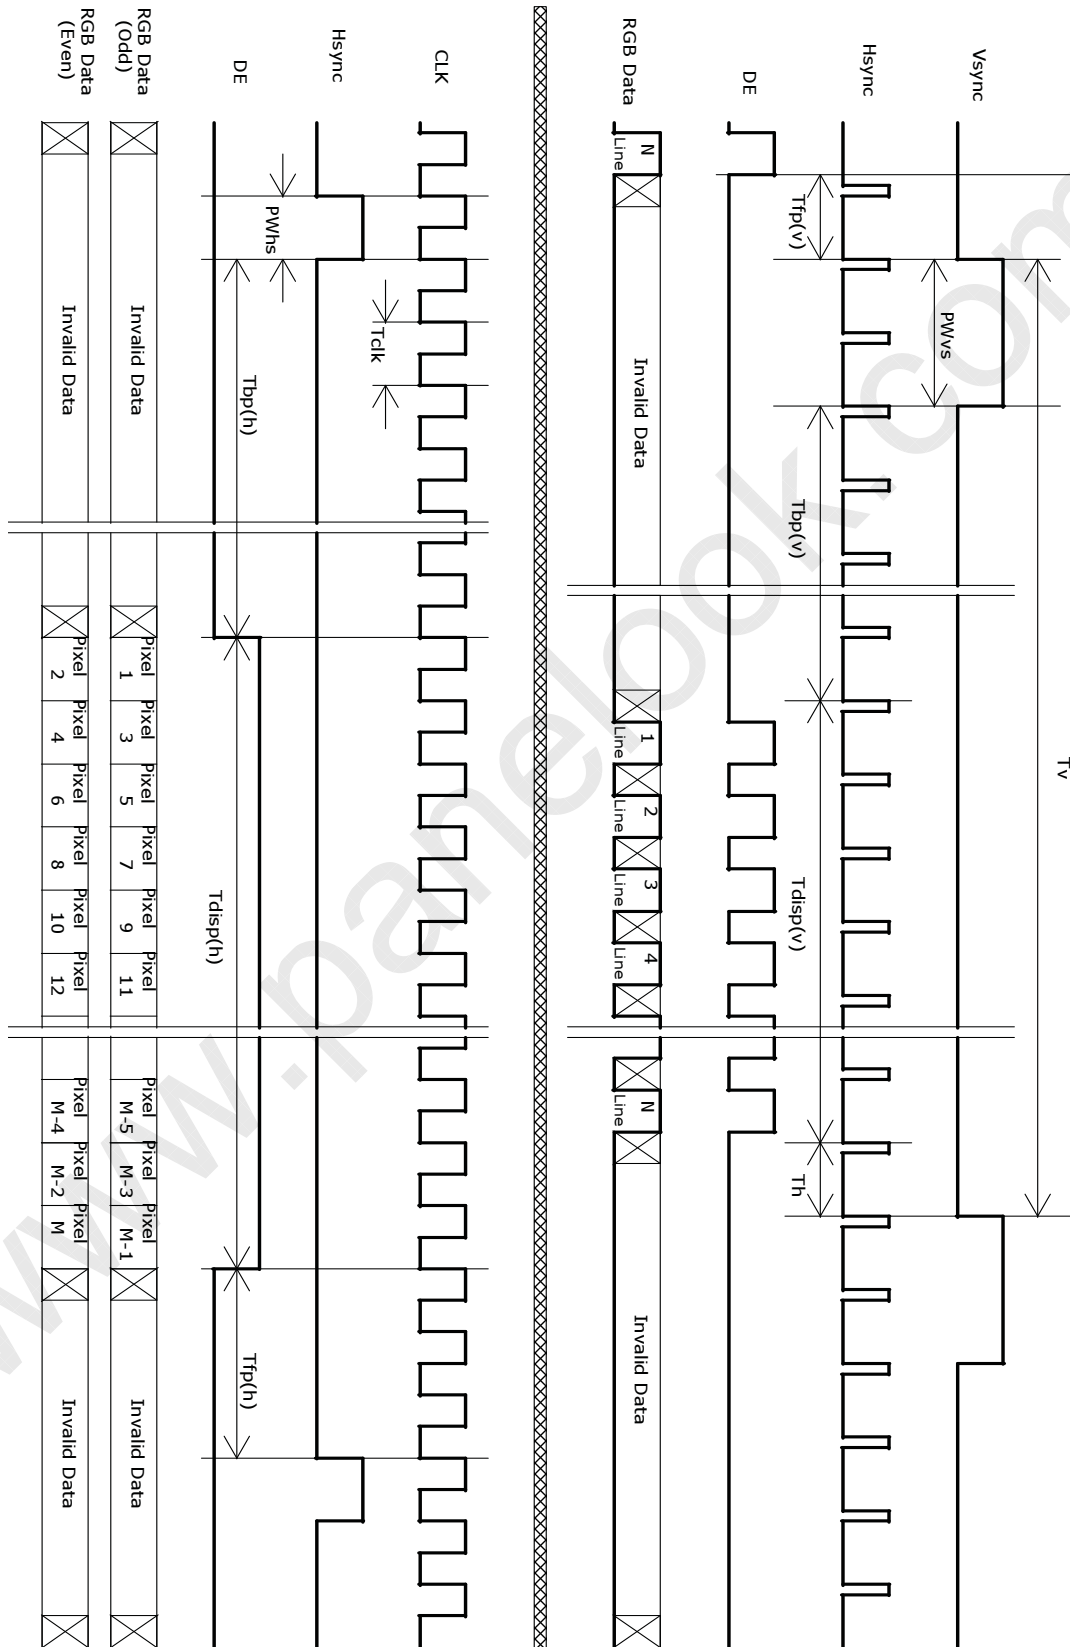 Vsync
Tv
PWvs
Hsync
Tfp(v)
Tbp(v)
Tdisp(v)
Th
DE
RGB Data
N
Line
Invalid Data
1
Line
2
Line
3
Line
4
Line
N
Line
Invalid Data
CLK
Tclk
Hsync
PWhs
DE
Tbp(h)
Tdisp(h)
Tfp(h)
RGB Data
(Odd)
Invalid Data
Pixel
1
Pixel
3
Pixel
5
Pixel
7
Pixel
9
Pixel
11
Pixel
M-5
Pixel
M-3
Pixel
M-1
Invalid Data
RGB Data
(Even)
Invalid Data
Pixel
2
Pixel
4
Pixel
6
Pixel
8
Pixel
10
Pixel
12
Pixel
M-4
Pixel
M-2
Pixel
M
Invalid Data
www.panelook.com